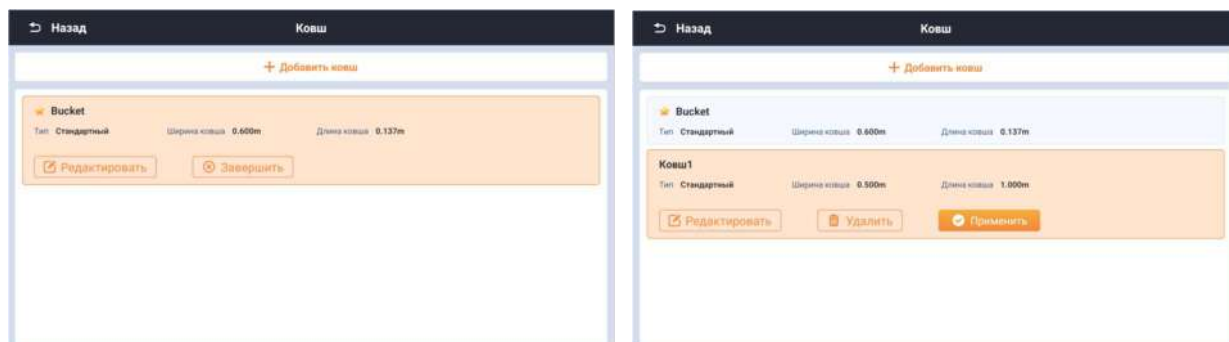 Назад Ковш
+ Добавить ковш
Bucket
Тип Стандартный Ширина ковша 0.600m Длина ковша 0.137m
Редактировать Завершить
Назад Ковш
+ Добавить ковш
Bucket
Тип Стандартный Ширина ковша 0.600m Длина ковша 0.137m
Ковш1
Тип Стандартный Ширина ковша 0.500m Длина ковша 1.000m
Редактировать Удалить Применить